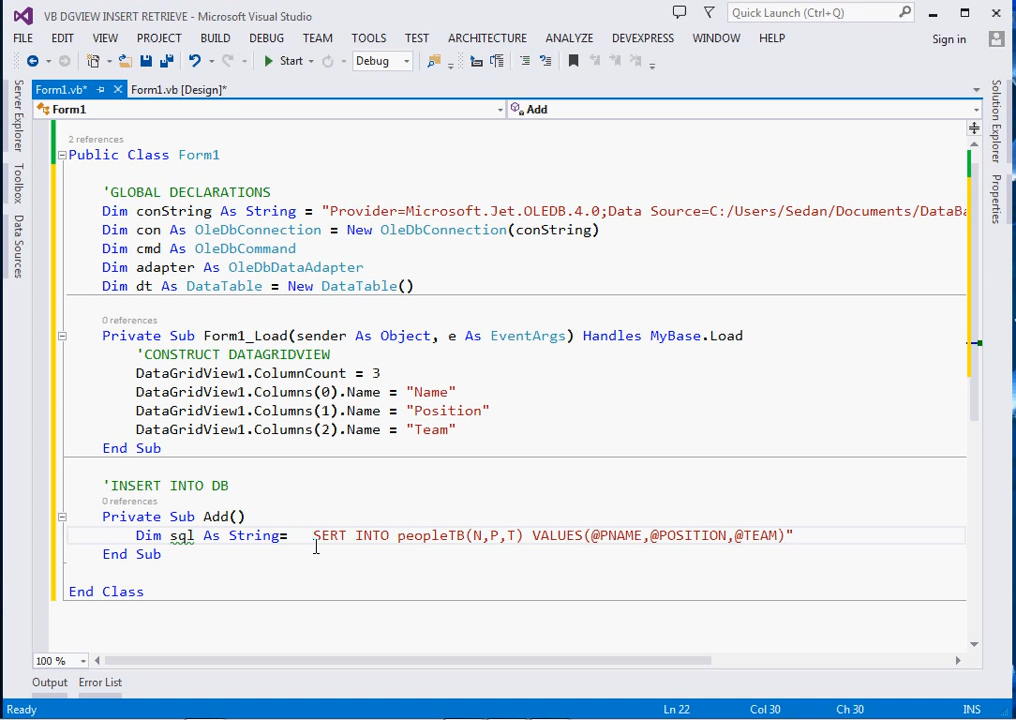 VB DGVIEW INSERT RETRIEVE - Microsoft Visual Studio
Quick Launch (Ctrl+Q)
FILE EDIT VIEW PROJECT BUILD DEBUG TEAM TOOLS TEST ARCHITECTURE ANALYZE DEVEXPRESS WINDOW HELP Sign in
Start Debug
Form1.vb* Form1.vb [Design]*
Form1 Add
Server Explorer
Toolbox
Data Sources
Solution Explorer
Properties
2 references
Public Class Form1
'GLOBAL DECLARATIONS
Dim conString As String = "Provider=Microsoft.Jet.OLEDB.4.0;Data Source=C:/Users/Sedan/Documents/DataBa
Dim con As OleDbConnection = New OleDbConnection(conString)
Dim cmd As OleDbCommand
Dim adapter As OleDbDataAdapter
Dim dt As DataTable = New DataTable()
0 references
Private Sub Form1_Load(sender As Object, e As EventArgs) Handles MyBase.Load
'CONSTRUCT DATAGRIDVIEW
DataGridView1.ColumnCount = 3
DataGridView1.Columns(0).Name = "Name"
DataGridView1.Columns(1).Name = "Position"
DataGridView1.Columns(2).Name = "Team"
End Sub
'INSERT INTO DB
0 references
Private Sub Add()
Dim sql As String= SERT INTO peopleTB(N,P,T) VALUES(@PNAME,@POSITION,@TEAM)"
End Sub
End Class
100 %
Output Error List
Ready Ln 22 Col 30 Ch 30 INS